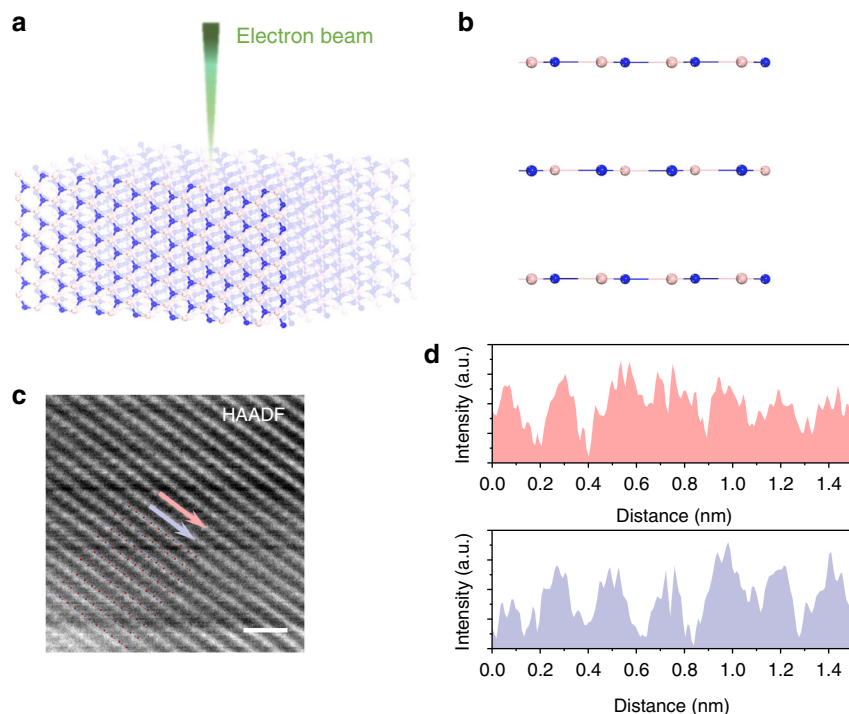 a
Electron beam
b
c
HAADF
d
Intensity (a.u.)
0.0 0.2 0.4 0.6 0.8 1.0 1.2 1.4
Distance (nm)
Intensity (a.u.)
0.0 0.2 0.4 0.6 0.8 1.0 1.2 1.4
Distance (nm)